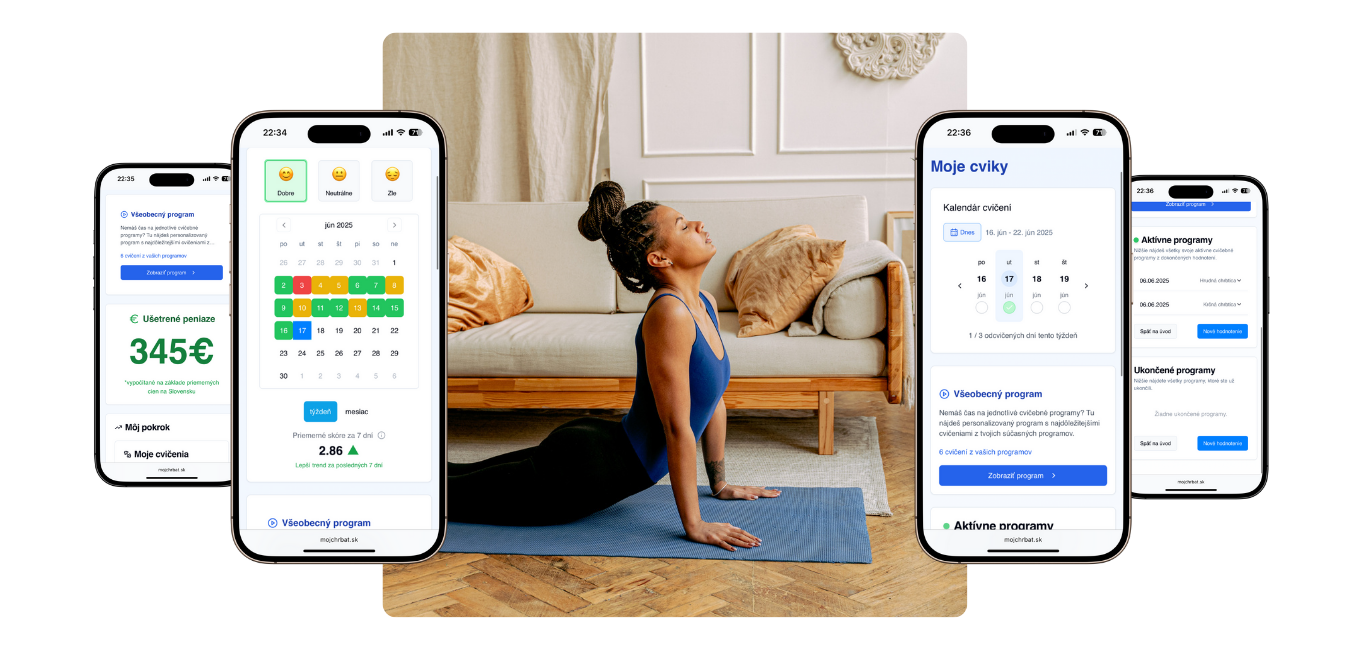 22:35
Všeobecný program
Nemáš čas na jednotlivé cvičebné
programy? Tu nájdeš personalizovaný
program s najdôležitejšími cvičeniami z...
6 cvičení z vašich programov
Zobraziť program
Ušetrené peniaze
345€
*vypočítané na základe priemerných
cien na Slovensku
Môj pokrok
Moje cvičenia
mojchrbat.sk
22:34
Dobre Neutrálne Zle
jún 2025
po ut st št pi so ne
26 27 28 29 30 31 1
2 3 4 5 6 7 8
9 10 11 12 13 14 15
16 17 18 19 20 21 22
23 24 25 26 27 28 29
30 1 2 3 4 5 6
týždeň mesiac
Priemerné skóre za 7 dní
2.86
Lepší trend za posledných 7 dní
Všeobecný program
mojchrbat.sk
22:36
Moje cviky
Kalendár cvičení
Dnes 16. jún - 22. jún 2025
po ut st št
16 17 18 19
jún jún jún jún
1 / 3 odcvičených dní tento týždeň
Všeobecný program
Nemáš čas na jednotlivé cvičebné programy? Tu
nájdeš personalizovaný program s najdôležitejšími
cvičeniami z tvojich súčasných programov.
6 cvičení z vašich programov
Zobraziť program
Aktívne programy
mojchrbat.sk
22:36
Zobraziť program
Aktívne programy
Nižšie nájdeš všetky svoje aktívne cvičebné
programy z dokončených hodnotení.
06.06.2025 Hrudná chrbtica
06.06.2025 Krčná chrbtica
Späť na úvod Nové hodnotenie
Ukončené programy
Nižšie nájdete všetky programy, ktoré ste už
ukončili.
Žiadne ukončené programy.
Späť na úvod Nové hodnotenie
mojchrbat.sk